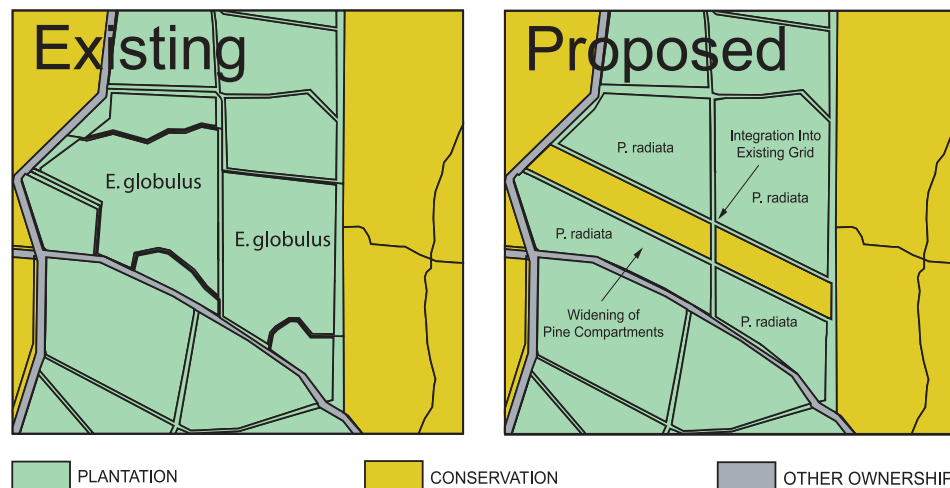 Existing
E. globulus
E. globulus
Proposed
P. radiata
Integration Into
Existing Grid
P. radiata
P. radiata
Widening of
Pine Compartments
P. radiata
PLANTATION
CONSERVATION
OTHER OWNERSHIP